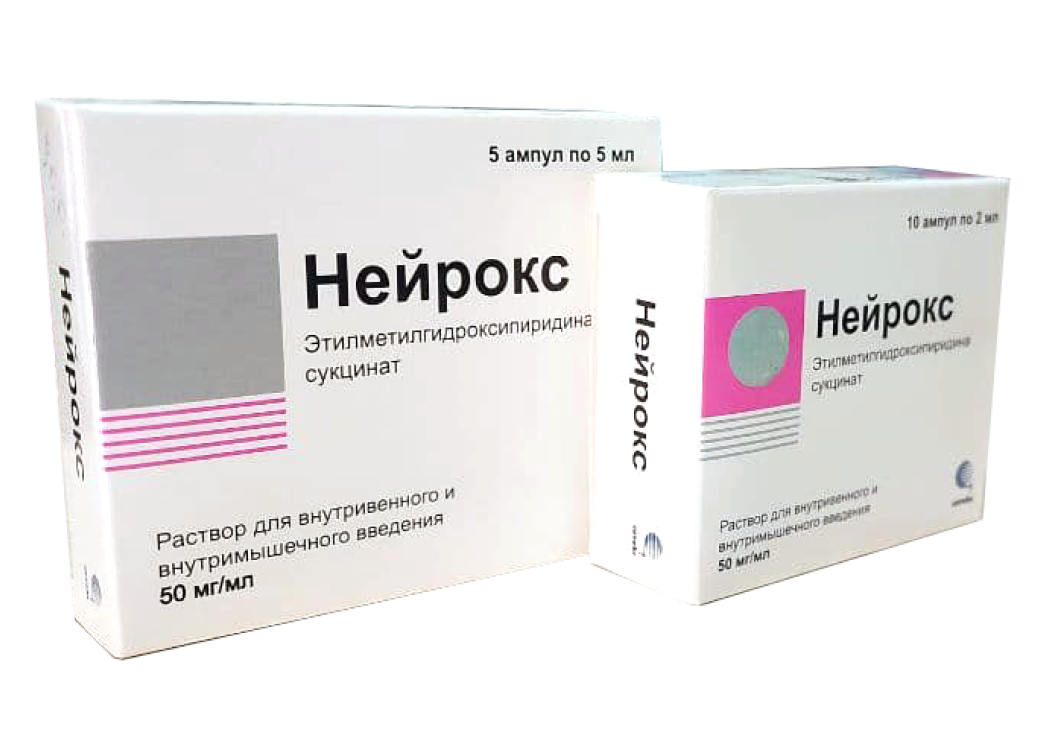 5 ампул по 5 мл
Нейрокс
Этилметилгидроксипиридина
сукцинат
Раствор для внутривенного и
внутримышечного введения
50 мг/мл
Нейрокс
10 ампул по 2 мл
Нейрокс
Этилметилгидроксипиридина
сукцинат
Раствор для внутривенного и
внутримышечного введения
50 мг/мл
Нейрокс